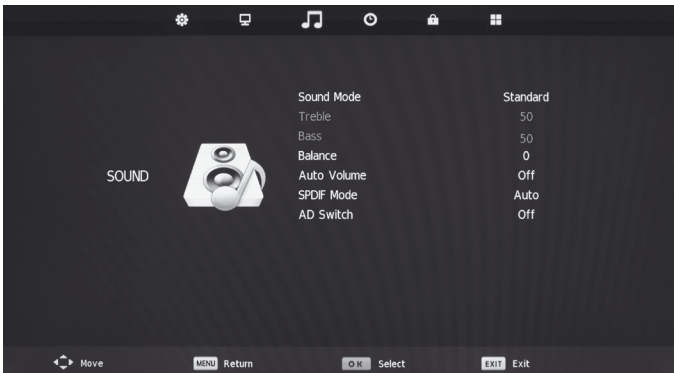 Sound Mode Standard
Treble 50
Bass 50
Balance 0
SOUND
Auto Volume Off
SPDIF Mode Auto
AD Switch Off
Move MENU Return OK Select EXIT Exit